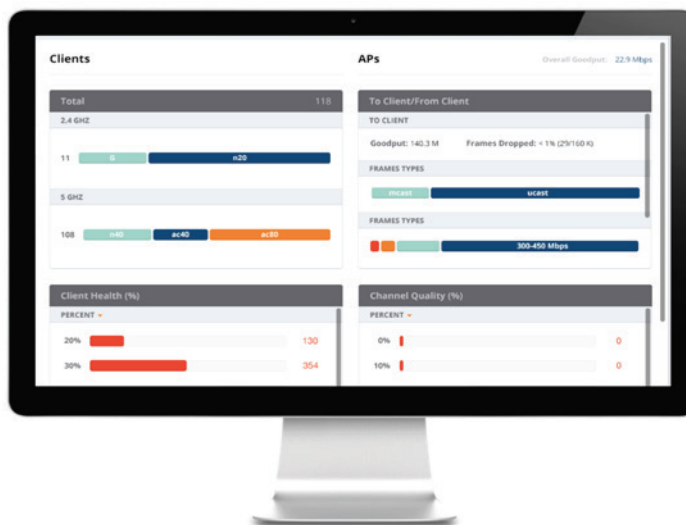 Clients
Total 118
2.4 GHZ
11 G n20
5 GHZ
108 n40 ac40 ac80
Client Health (%)
PERCENT
20% 130
30% 354
APs Overall Goodput: 22.9 Mbps
To Client/From Client
TO CLIENT
Goodput: 140.3 M Frames Dropped: < 1% (29/160 K)
FRAMES TYPES
mcast ucast
FRAMES TYPES
300-450 Mbps
Channel Quality (%)
PERCENT
0% 0
10% 0